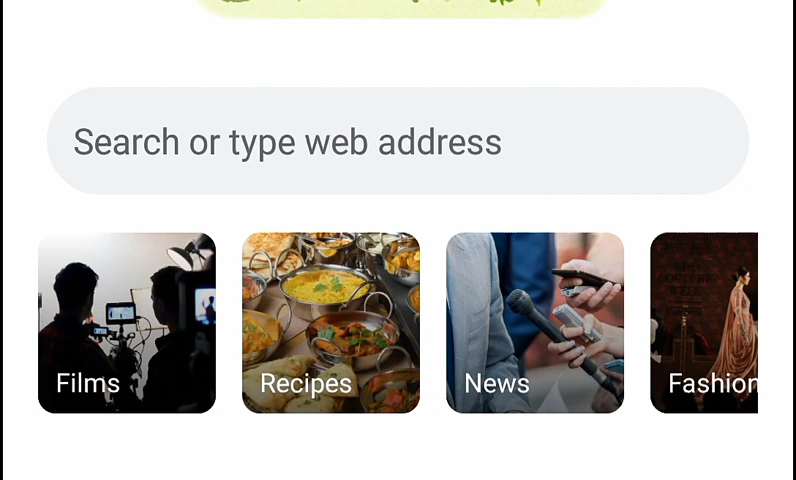 Search or type web address
Films
Recipes
News
Fashion